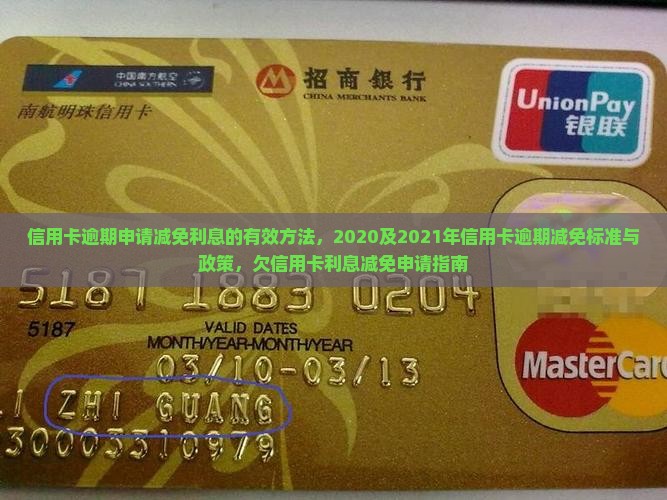 中国南方航空
CHINA SOUTHERN
招商银行
CHINA MERCHANTS BANK
UnionPay
银联
南航明珠信用卡
信用卡逾期申请减免利息的有效方法，2020及2021年信用卡逾期减免标准与
政策，欠信用卡利息减免申请指南
5187 1883 0204
5187
VALID DATES
MONTH/YEAR-MONTH/YEAR
03/10-03/13
MasterCard
LI ZHI GUANG
30003310979